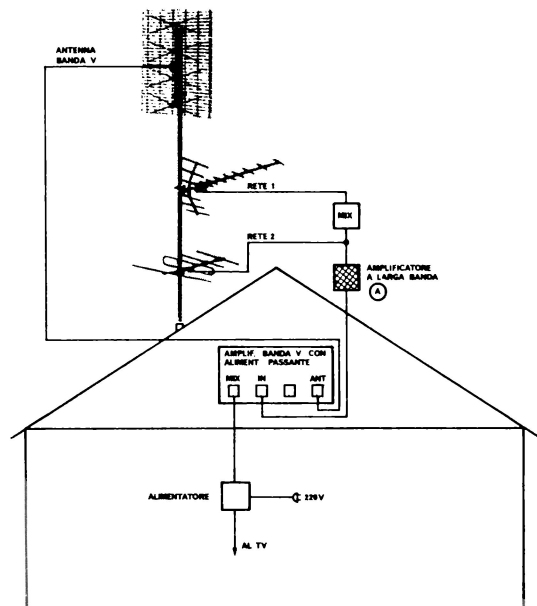 ANTENNA
BANDA V
RETE 1
MIX
RETE 2
AMPLIFICATORE
A LARGA BANDA
A
AMPLIF. BANDA V CON
ALIMENT PASSANTE
MIX IN ANT
ALIMENTATORE
220V
AL TV